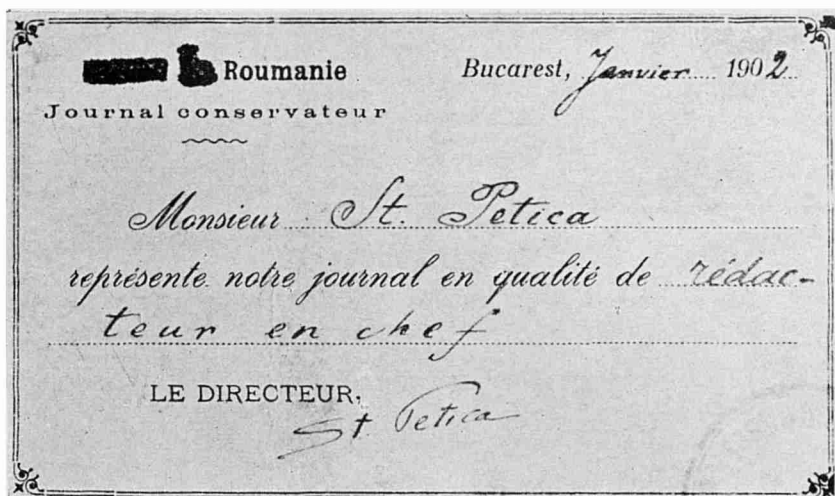 Roumanie
Bucarest, Janvier 1902
Journal conservateur
Monsieur St. Petica
représente notre journal en qualité de rédac-
teur en chef
LE DIRECTEUR,
St Petica